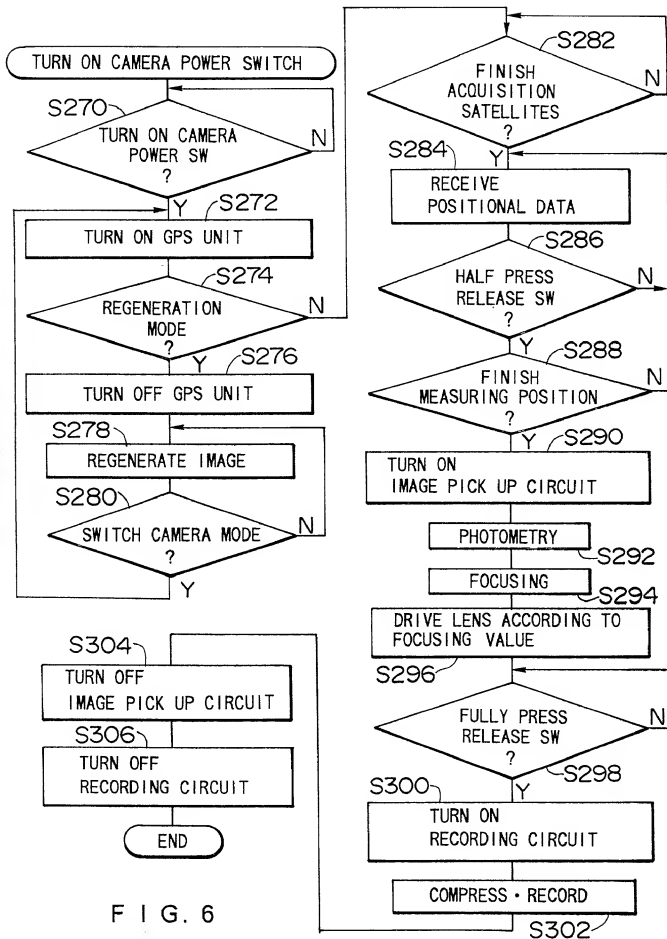 TURN ON CAMERA POWER SWITCH
S270
TURN ON CAMERA
POWER SW
?
N
Y
S272
TURN ON GPS UNIT
S274
REGENERATION
MODE
?
N
Y
S276
TURN OFF GPS UNIT
S278
REGENERATE IMAGE
S280
SWITCH CAMERA MODE
?
N
Y
S282
FINISH
ACQUISITION
SATELLITES
?
N
Y
S284
RECEIVE
POSITIONAL DATA
S286
HALF PRESS
RELEASE SW
?
N
Y
S288
FINISH
MEASURING POSITION
?
N
Y
S290
TURN ON
IMAGE PICK UP CIRCUIT
PHOTOMETRY
S292
FOCUSING
S294
DRIVE LENS ACCORDING TO
FOCUSING VALUE
S296
FULLY PRESS
RELEASE SW
?
N
S298
Y
S300
TURN ON
RECORDING CIRCUIT
COMPRESS・RECORD
S302
S304
TURN OFF
IMAGE PICK UP CIRCUIT
S306
TURN OFF
RECORDING CIRCUIT
END
FIG. 6